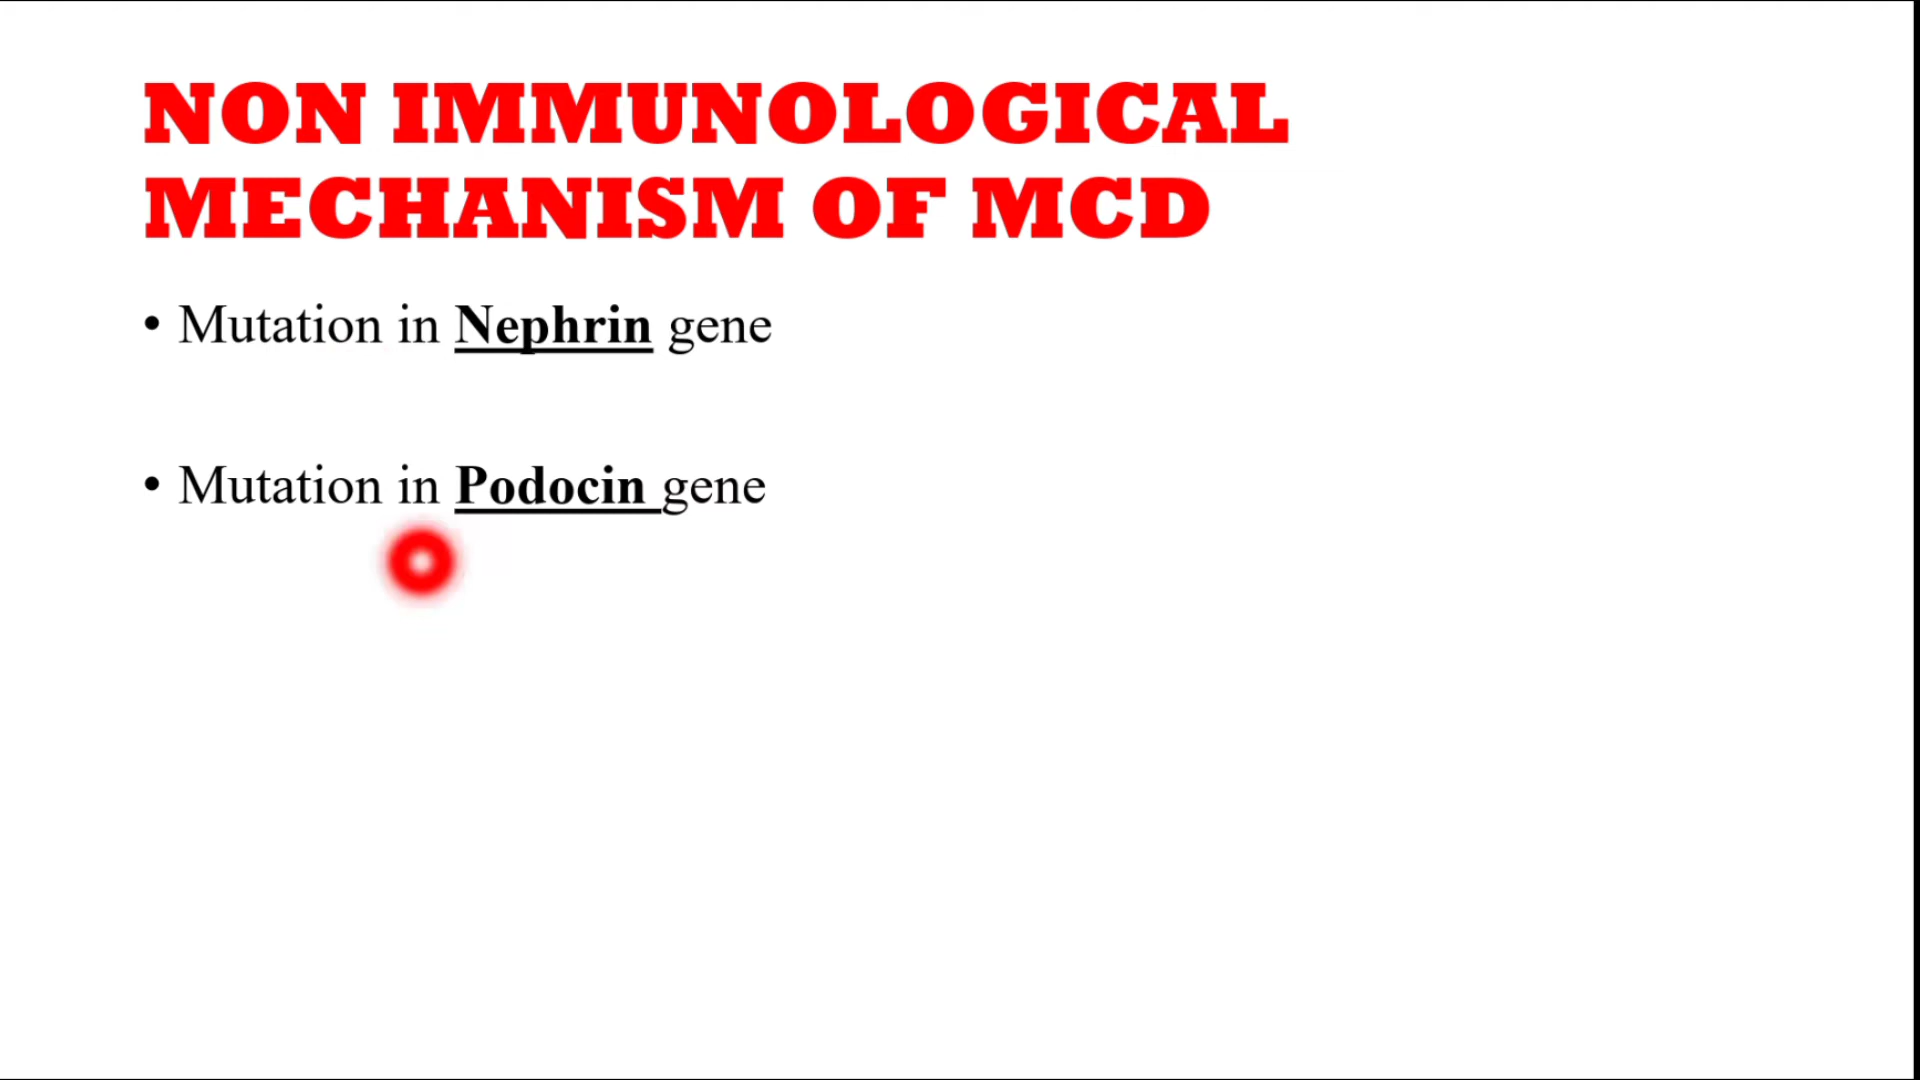 NON IMMUNOLOGICAL
MECHANISM OF MCD
• Mutation in Nephrin gene
• Mutation in Podocin gene